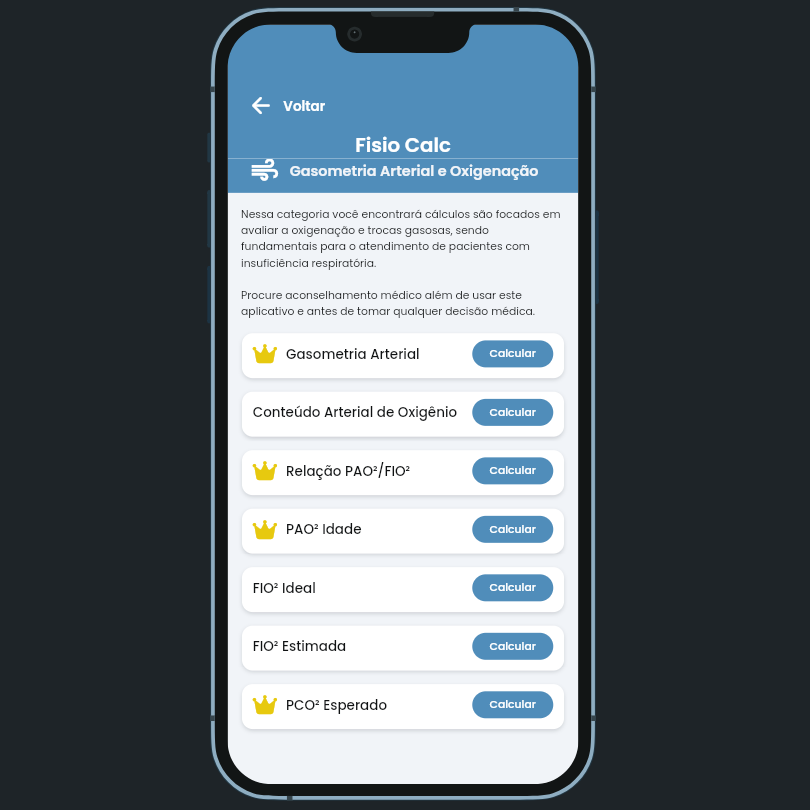 Voltar
Fisio Calc
Gasometria Arterial e Oxigenação
Nessa categoria você encontrará cálculos são focados em
avaliar a oxigenação e trocas gasosas, sendo
fundamentais para o atendimento de pacientes com
insuficiência respiratória.
Procure aconselhamento médico além de usar este
aplicativo e antes de tomar qualquer decisão médica.
Gasometria Arterial Calcular
Conteúdo Arterial de Oxigênio Calcular
Relação PAO²/FIO² Calcular
PAO² Idade Calcular
FIO² Ideal Calcular
FIO² Estimada Calcular
PCO² Esperado Calcular